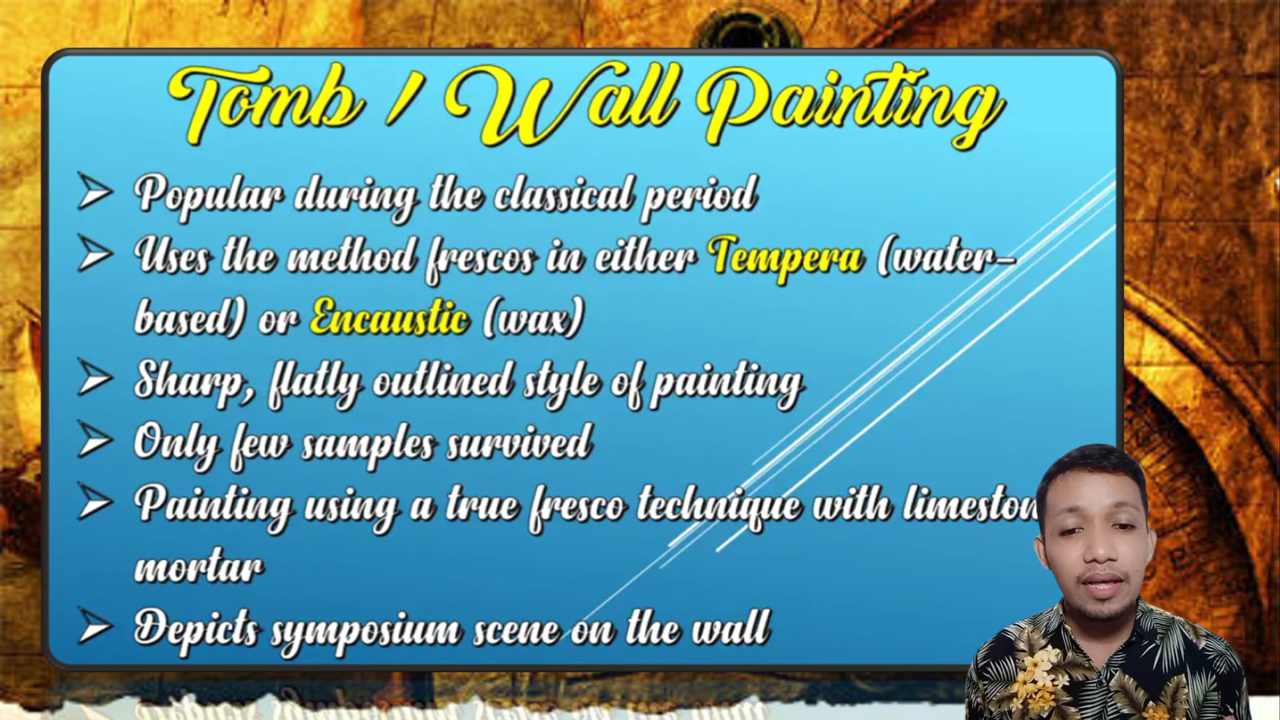 Tomb / Wall Painting
Popular during the classical period
Uses the method frescos in either Tempera (water-
based) or Encaustic (wax)
Sharp, flatly outlined style of painting
Only few samples survived
Painting using a true fresco technique with limeston
mortar
Depicts symposium scene on the wall